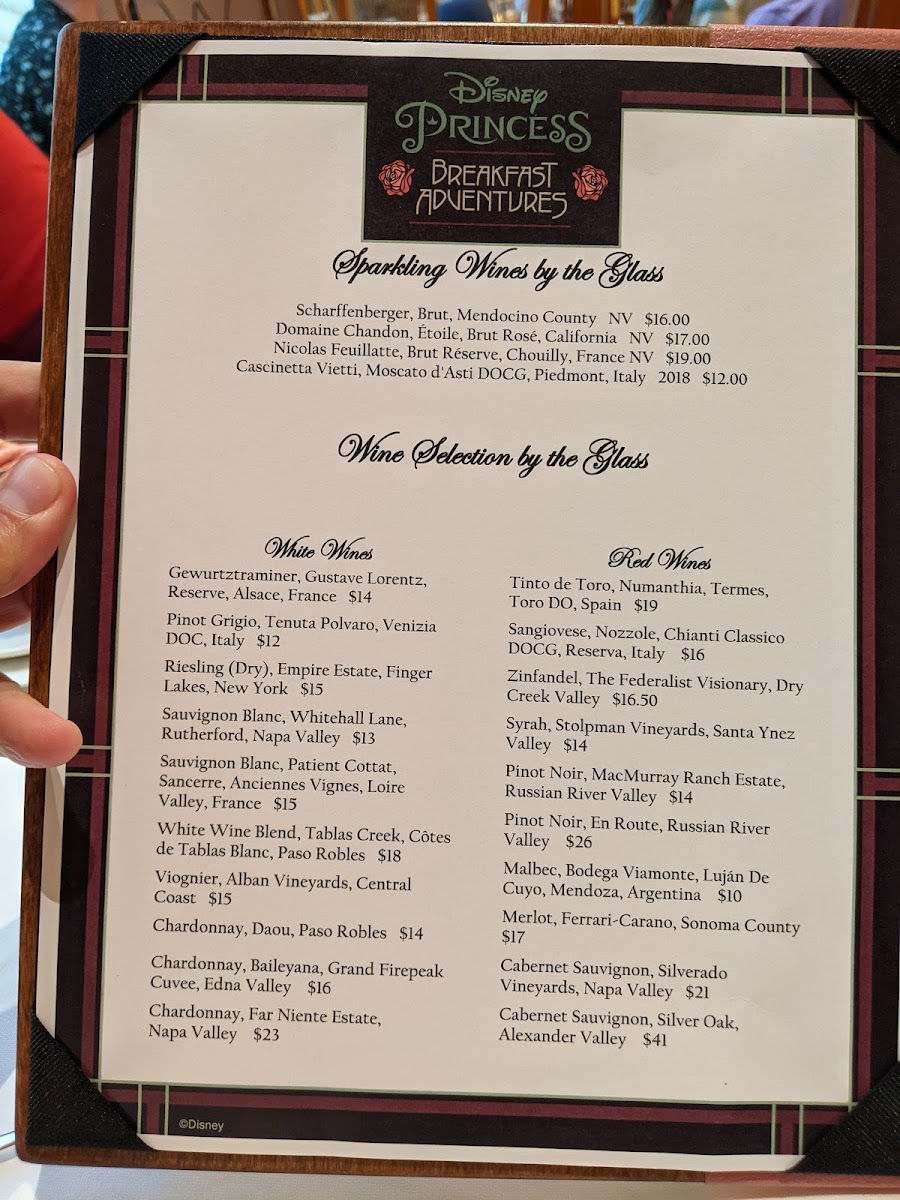 Disney
Princess
Breakfast
Adventures
Sparkling Wines by the Glass
Scharffenberger, Brut, Mendocino County NV $16.00
Domaine Chandon, Étoile, Brut Rosé, California NV $17.00
Nicolas Feuillatte, Brut Réserve, Chouilly, France NV $19.00
Cascinetta Vietti, Moscato d'Asti DOCG, Piedmont, Italy 2018 $12.00
Wine Selection by the Glass
White Wines
Gewurtztraminer, Gustave Lorentz,
Reserve, Alsace, France $14
Pinot Grigio, Tenuta Polvaro, Venizia
DOC, Italy $12
Riesling (Dry), Empire Estate, Finger
Lakes, New York $15
Sauvignon Blanc, Whitehall Lane,
Rutherford, Napa Valley $13
Sauvignon Blanc, Patient Cottat,
Sancerre, Anciennes Vignes, Loire
Valley, France $15
White Wine Blend, Tablas Creek, Côtes
de Tablas Blanc, Paso Robles $18
Viognier, Alban Vineyards, Central
Coast $15
Chardonnay, Daou, Paso Robles $14
Chardonnay, Baileyana, Grand Firepeak
Cuvee, Edna Valley $16
Chardonnay, Far Niente Estate,
Napa Valley $23
Red Wines
Tinto de Toro, Numanthia, Termes,
Toro DO, Spain $19
Sangiovese, Nozzole, Chianti Classico
DOCG, Reserva, Italy $16
Zinfandel, The Federalist Visionary, Dry
Creek Valley $16.50
Syrah, Stolpman Vineyards, Santa Ynez
Valley $14
Pinot Noir, MacMurray Ranch Estate,
Russian River Valley $14
Pinot Noir, En Route, Russian River
Valley $26
Malbec, Bodega Viamonte, Luján De
Cuyo, Mendoza, Argentina $10
Merlot, Ferrari-Carano, Sonoma County
$17
Cabernet Sauvignon, Silverado
Vineyards, Napa Valley $21
Cabernet Sauvignon, Silver Oak,
Alexander Valley $41
©Disney